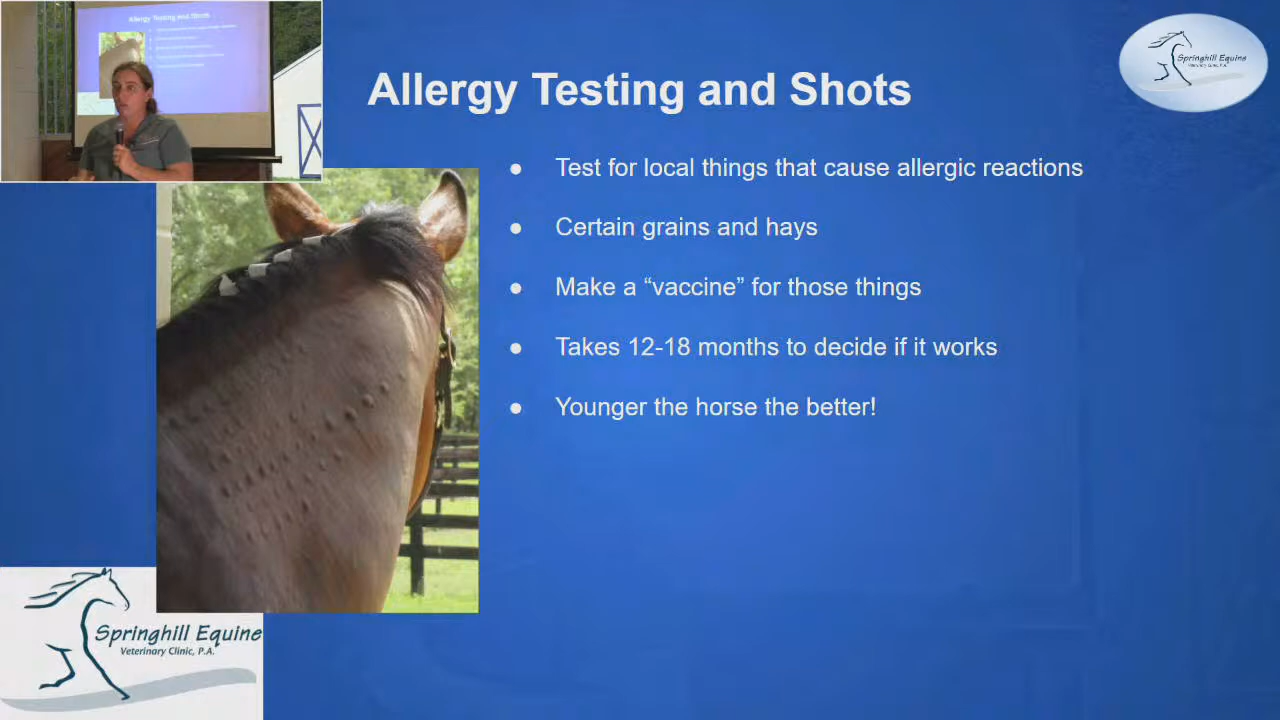 Allergy Testing and Shots
Springhill Equine
Veterinary Clinic, P.A.
Allergy Testing and Shots
● Test for local things that cause allergic reactions
● Certain grains and hays
● Make a “vaccine” for those things
● Takes 12-18 months to decide if it works
● Younger the horse the better!
Springhill Equine
Veterinary Clinic, P.A.